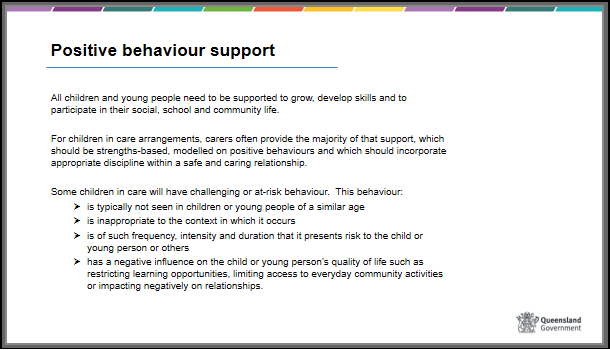 Positive behaviour support
All children and young people need to be supported to grow, develop skills and to
participate in their social, school and community life.
For children in care arrangements, carers often provide the majority of that support, which
should be strengths-based, modelled on positive behaviours and which should incorporate
appropriate discipline within a safe and caring relationship.
Some children in care will have challenging or at-risk behaviour.  This behaviour:
➤ is typically not seen in children or young people of a similar age
➤ is inappropriate to the context in which it occurs
➤ is of such frequency, intensity and duration that it presents risk to the child or
young person or others
➤ has a negative influence on the child or young person's quality of life such as
restricting learning opportunities, limiting access to everyday community activities
or impacting negatively on relationships.
Queensland
Government